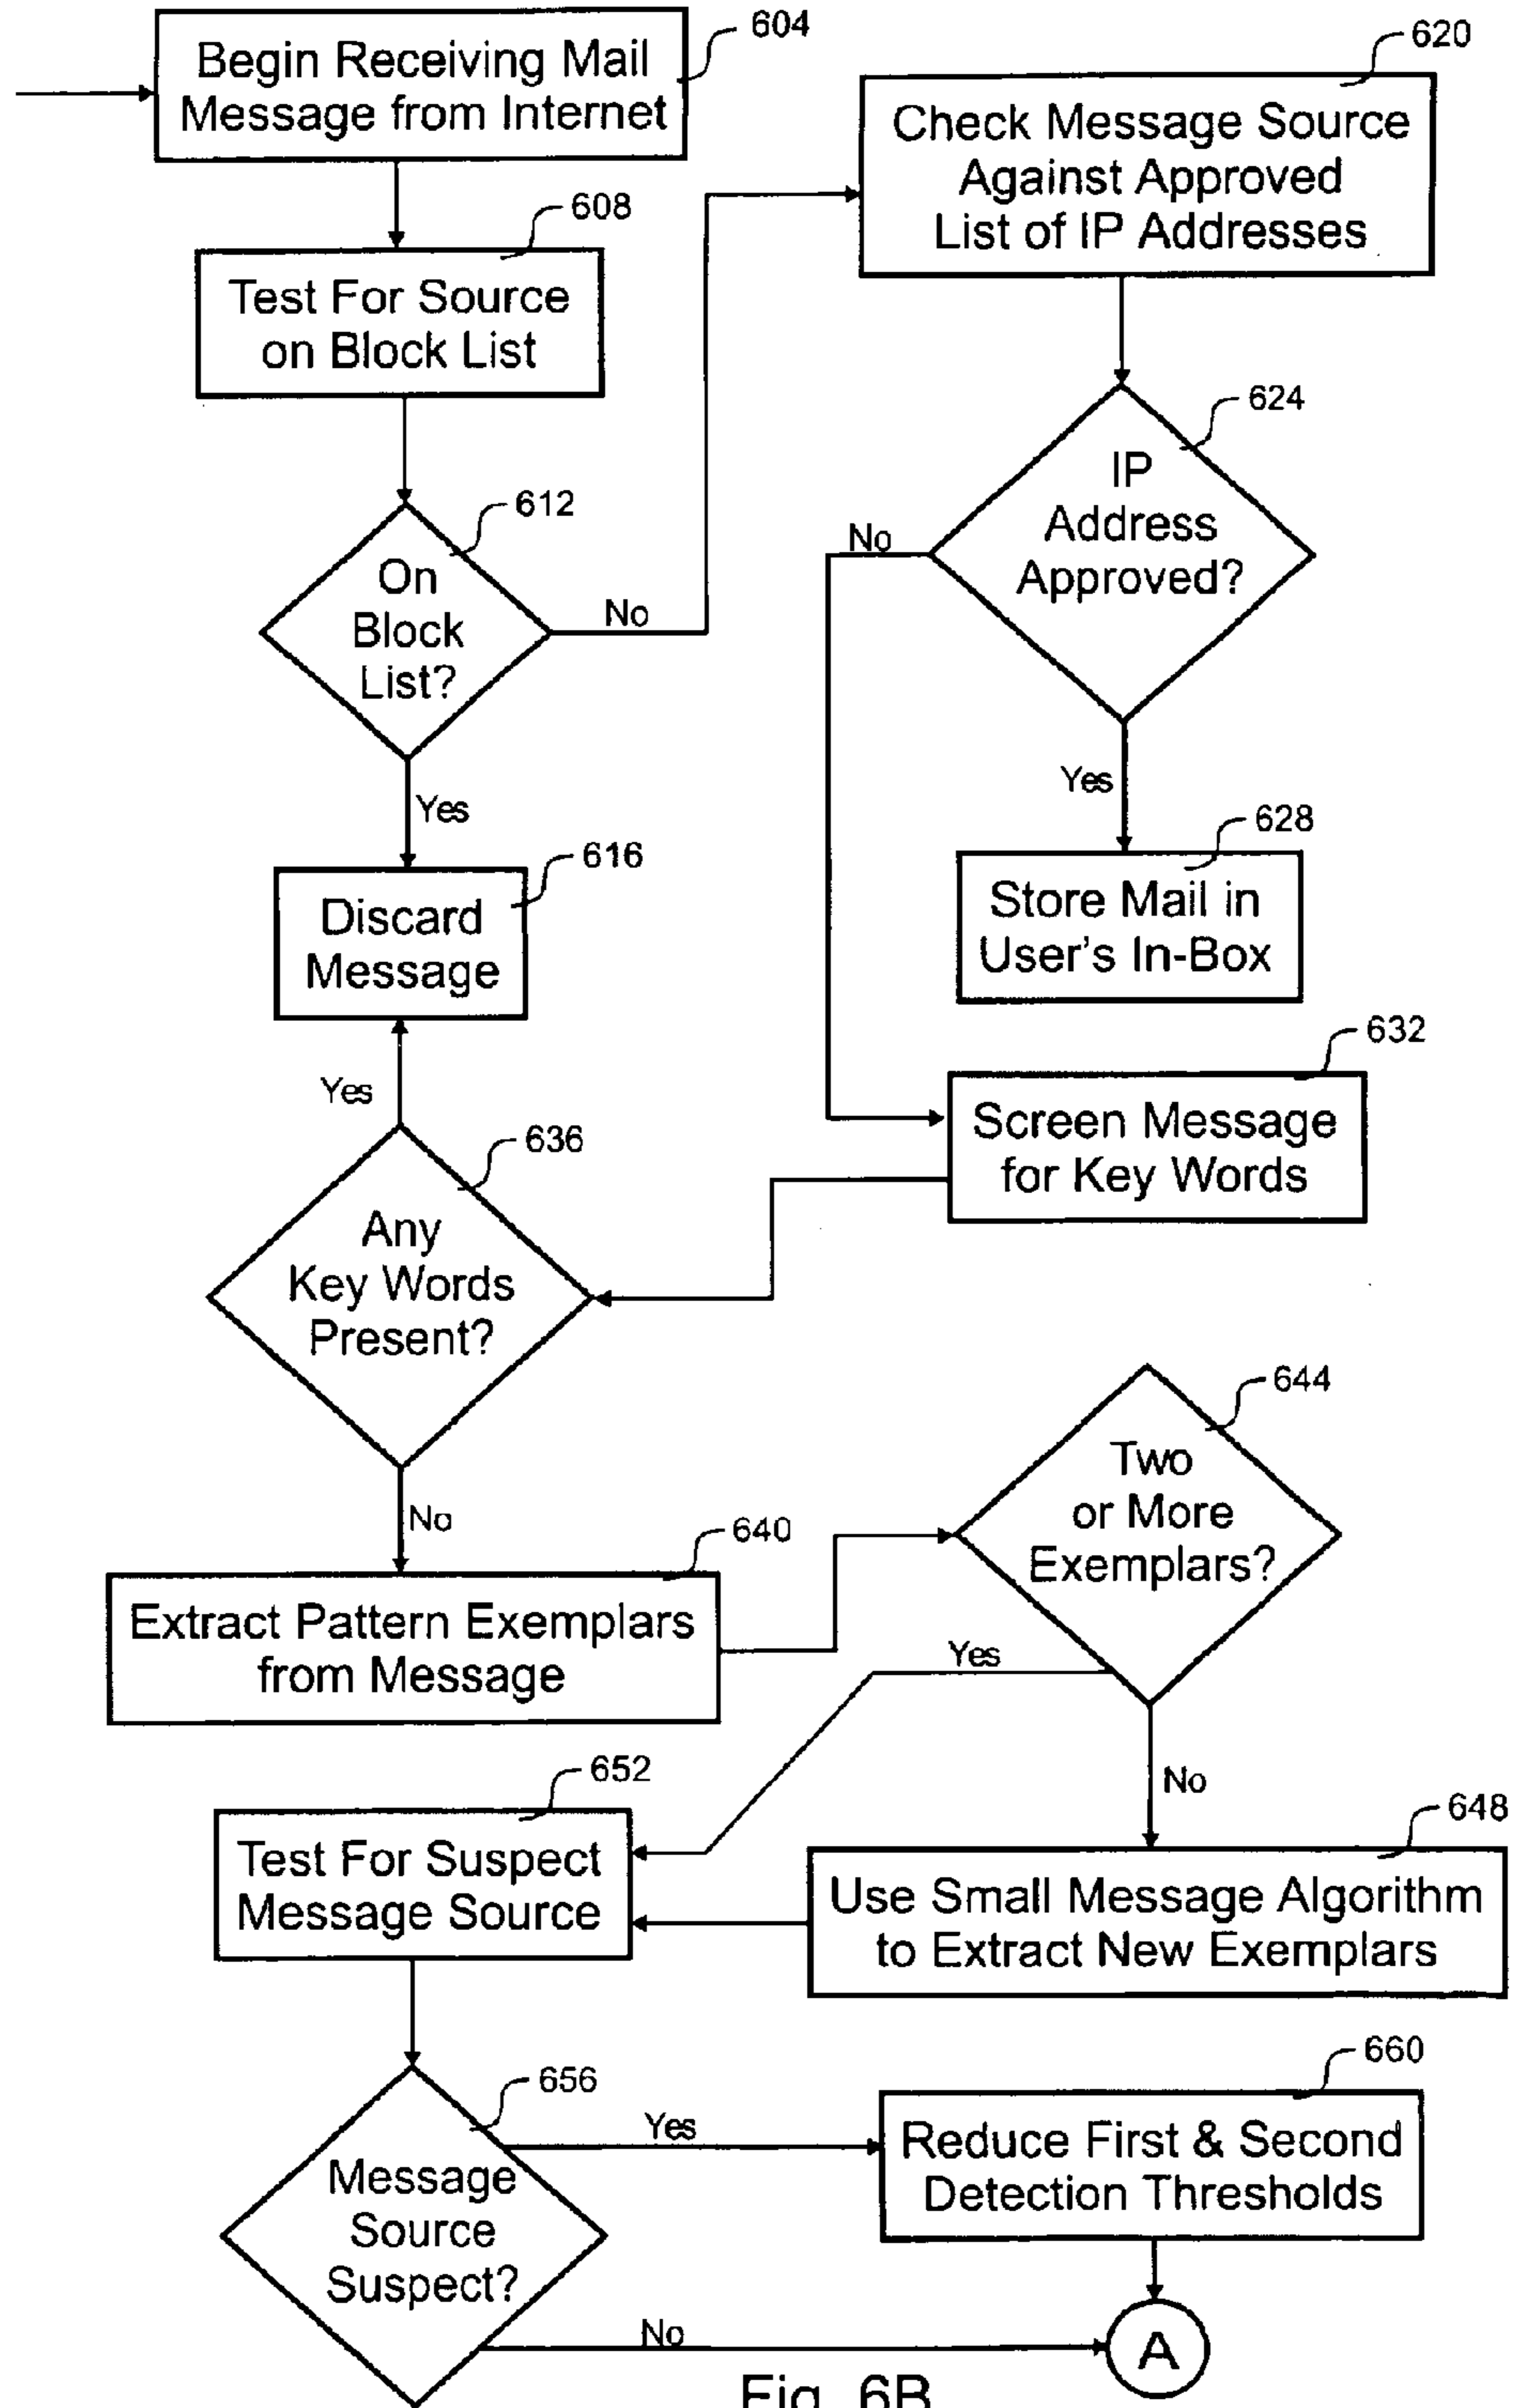 604
Begin Receiving Mail
Message from Internet
608
Test For Source
on Block List
612
On
Block
List?
No
Yes
616
Discard
Message
620
Check Message Source
Against Approved
List of IP Addresses
624
IP
Address
Approved?
No
Yes
628
Store Mail in
User's In-Box
632
Screen Message
for Key Words
636
Any
Key Words
Present?
Yes
No
640
Extract Pattern Exemplars
from Message
644
Two
or More
Exemplars?
Yes
No
648
Use Small Message Algorithm
to Extract New Exemplars
652
Test For Suspect
Message Source
656
Message
Source
Suspect?
Yes
No
660
Reduce First & Second
Detection Thresholds
A
Fig. 6B